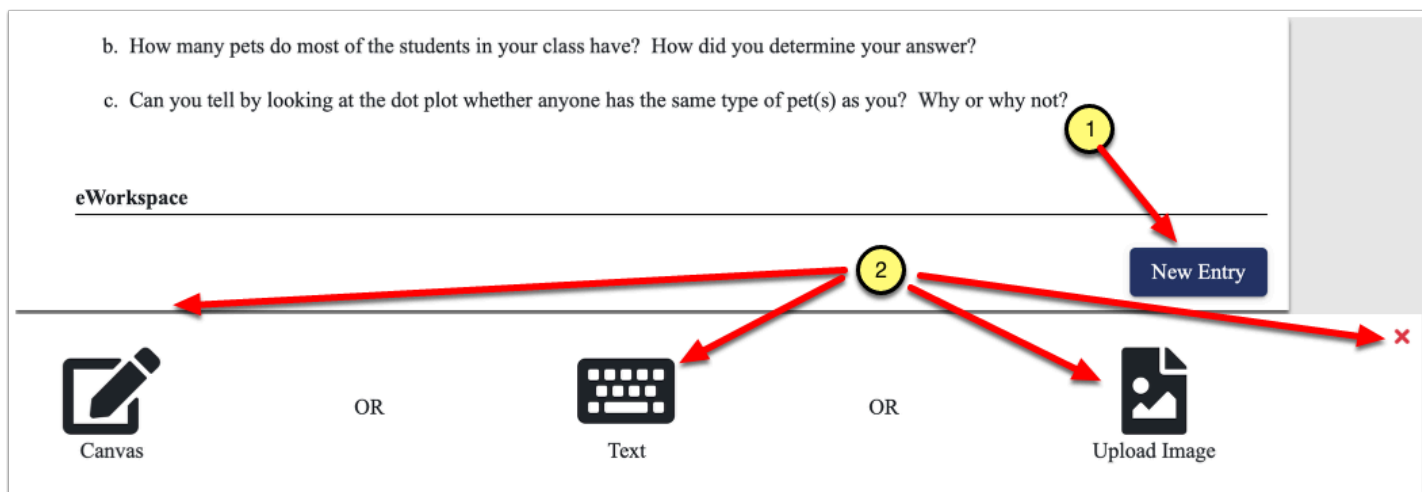 b. How many pets do most of the students in your class have? How did you determine your answer?
c. Can you tell by looking at the dot plot whether anyone has the same type of pet(s) as you? Why or why not?
1
eWorkspace
2
New Entry
OR
OR
Canvas
Text
Upload Image